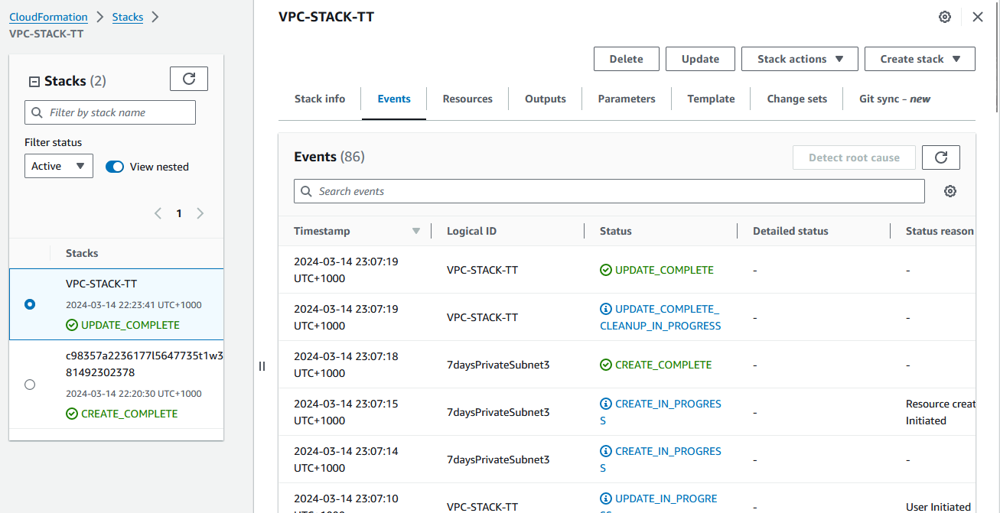 CloudFormation > Stacks >
VPC-STACK-TT
Stacks (2)
Filter by stack name
Filter status
Active
View nested
1
Stacks
VPC-STACK-TT
2024-03-14 22:23:41 UTC+1000
UPDATE_COMPLETE
c98357a2236177l5647735t1w3
81492302378
2024-03-14 22:20:30 UTC+1000
CREATE_COMPLETE
VPC-STACK-TT
Delete Update Stack actions Create stack
Stack info Events Resources Outputs Parameters Template Change sets Git sync - new
Events (86)
Detect root cause
Search events
Timestamp Logical ID Status Detailed status Status reason
2024-03-14 23:07:19
UTC+1000
VPC-STACK-TT
UPDATE_COMPLETE
-
-
2024-03-14 23:07:19
UTC+1000
VPC-STACK-TT
UPDATE_COMPLETE_
CLEANUP_IN_PROGRESS
-
-
2024-03-14 23:07:18
UTC+1000
7daysPrivateSubnet3
CREATE_COMPLETE
-
-
2024-03-14 23:07:15
UTC+1000
7daysPrivateSubnet3
CREATE_IN_PROGRES
S
-
Resource creat
Initiated
2024-03-14 23:07:14
UTC+1000
7daysPrivateSubnet3
CREATE_IN_PROGRES
S
-
-
2024-03-14 23:07:10
VPC-STACK-TT
UPDATE_IN_PROGRE
-
User Initiated